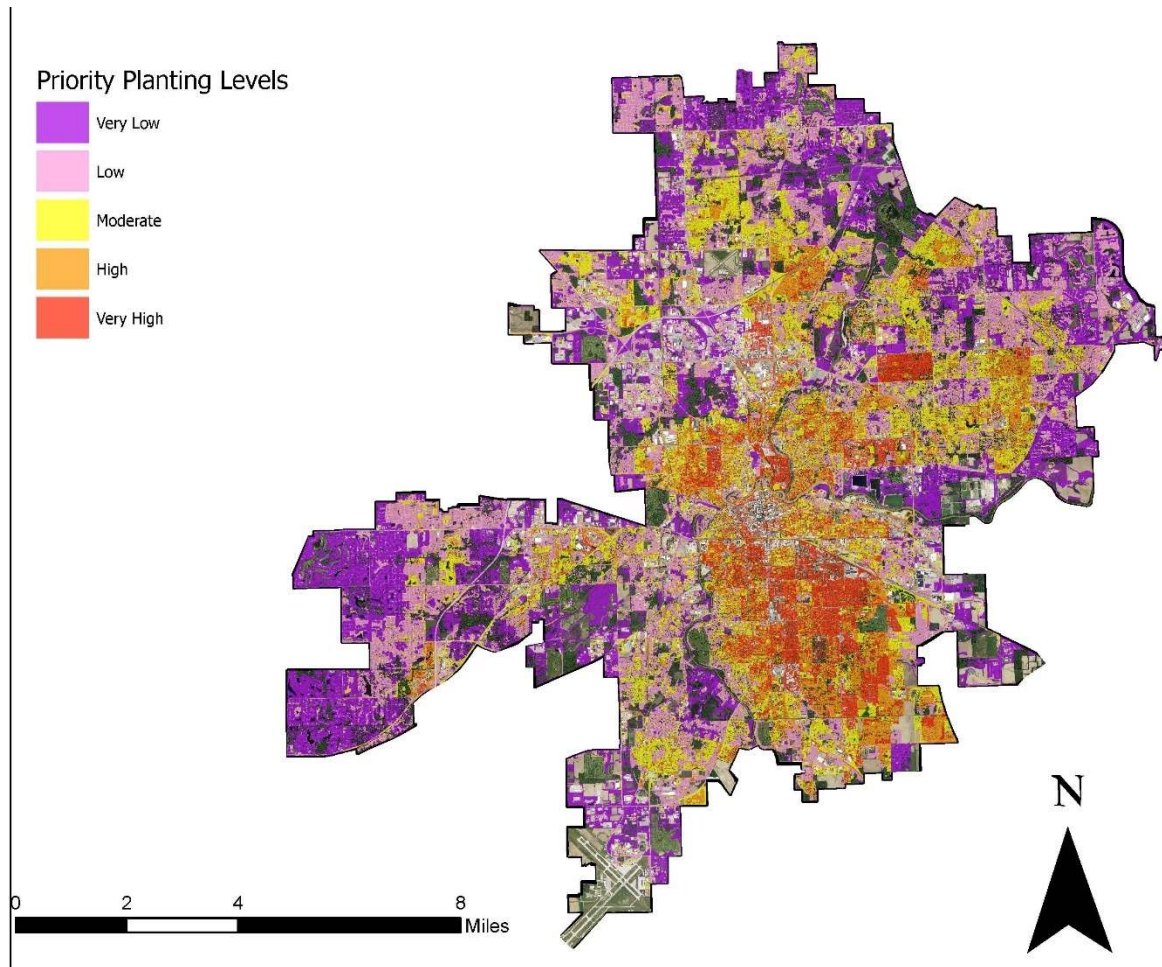 Priority Planting Levels
Very Low
Low
Moderate
High
Very High
N
0 2 4 8
Miles